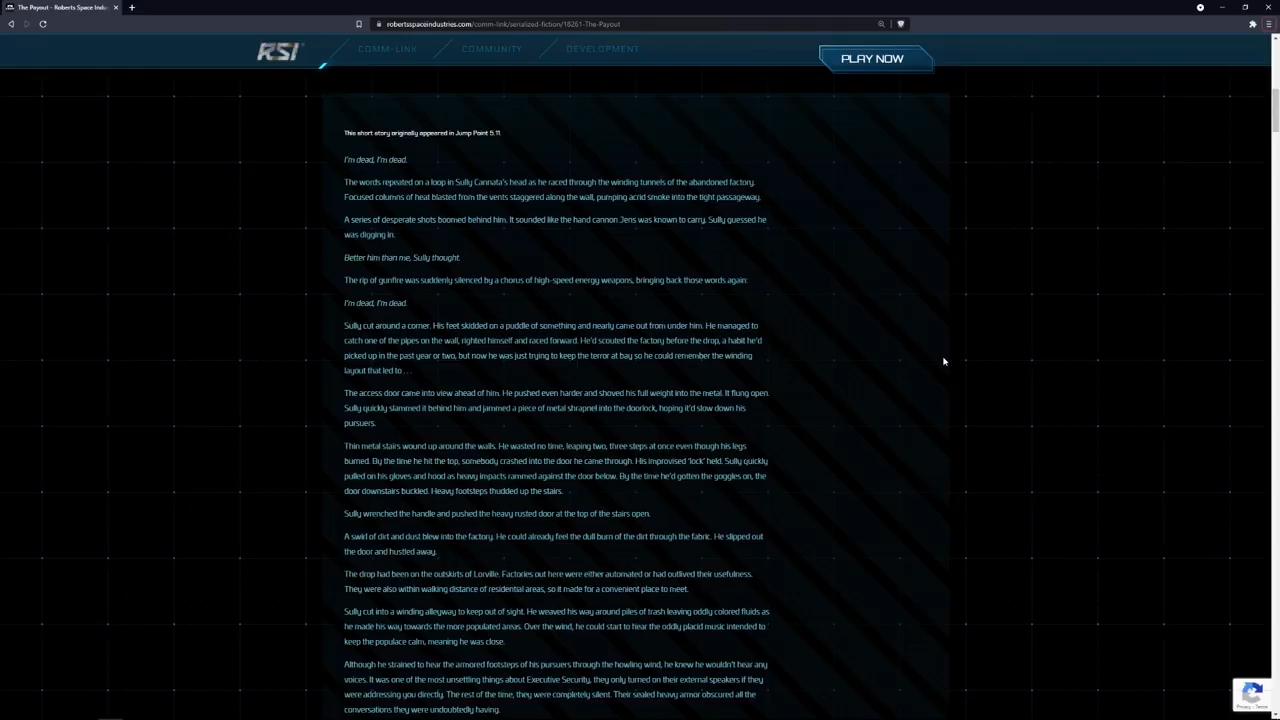 The Payout - Roberts Space Indus
robertsspaceindustries.com/comm-link/serialized-fiction/18261-The-Payout
RSI
COMM-LINK
COMMUNITY
DEVELOPMENT
PLAY NOW
This short story originally appeared in Jump Point 5.11.
I'm dead, I'm dead.
The words repeated on a loop in Sully Cannata's head as he raced through the winding tunnels of the abandoned factory.
Focused columns of heat blasted from the vents staggered along the wall, pumping acrid smoke into the tight passageway.
A series of desperate shots boomed behind him. It sounded like the hand cannon Jens was known to carry. Sully guessed he
was digging in.
Better him than me, Sully thought.
The rip of gunfire was suddenly silenced by a chorus of high-speed energy weapons, bringing back those words again:
I'm dead, I'm dead.
Sully cut around a corner. His feet skidded on a puddle of something and nearly came out from under him. He managed to
catch one of the pipes on the wall, righted himself and raced forward. He'd scouted the factory before the drop, a habit he'd
picked up in the past year or two, but now he was just trying to keep the terror at bay so he could remember the winding
layout that led to . . .
The access door came into view ahead of him. He pushed even harder and shoved his full weight into the metal. It flung open.
Sully quickly slammed it behind him and jammed a piece of metal shrapnel into the doorlock, hoping it'd slow down his
pursuers.
Thin metal stairs wound up around the walls. He wasted no time, leaping two, three steps at once even though his legs
burned. By the time he hit the top, somebody crashed into the door he came through. His improvised 'lock' held. Sully quickly
pulled on his gloves and hood as heavy impacts rammed against the door below. By the time he'd gotten the goggles on, the
door downstairs buckled. Heavy footsteps thudded up the stairs.
Sully wrenched the handle and pushed the heavy rusted door at the top of the stairs open.
A swirl of dirt and dust blew into the factory. He could already feel the dull burn of the dirt through the fabric. He slipped out
the door and hustled away.
The drop had been on the outskirts of Lorville. Factories out here were either automated or had outlived their usefulness.
They were also within walking distance of residential areas, so it made for a convenient place to meet.
Sully cut into a winding alleyway to keep out of sight. He weaved his way around piles of trash leaving oddly colored fluids as
he made his way towards the more populated areas. Over the wind, he could start to hear the oddly placid music intended to
keep the populace calm, meaning he was close.
Although he strained to hear the armored footsteps of his pursuers through the howling wind, he knew he wouldn't hear any
voices. It was one of the most unsettling things about Executive Security, they only turned on their external speakers if they
were addressing you directly. The rest of the time, they were completely silent. Their sealed heavy armor obscured all the
conversations they were undoubtedly having.
Privacy - Terms